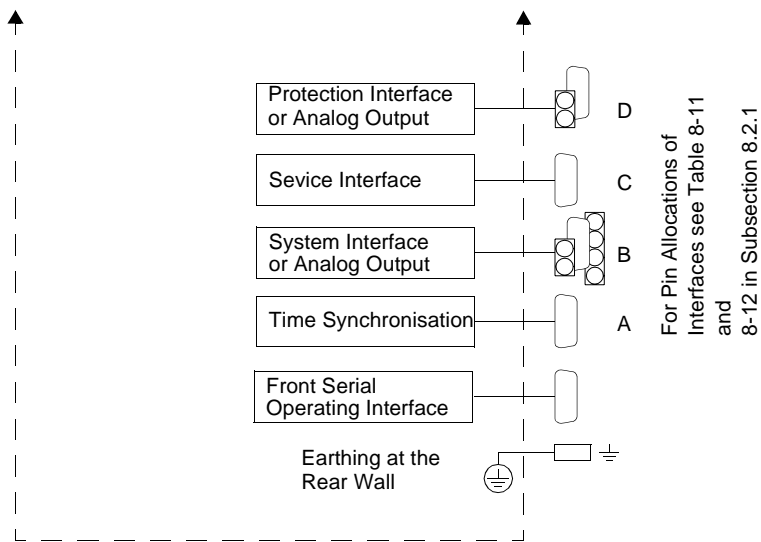 Protection Interface
or Analog Output
D
Sevice Interface
C
System Interface
or Analog Output
B
Time Synchronisation
A
Front Serial
Operating Interface
Earthing at the
Rear Wall
For Pin Allocations of
Interfaces see Table 8-11
and
8-12 in Subsection 8.2.1